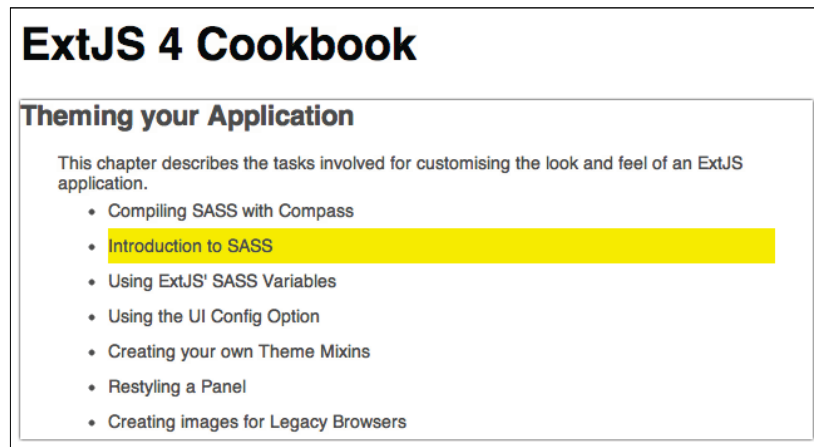 ExtJS 4 Cookbook
Theming your Application
This chapter describes the tasks involved for customising the look and feel of an ExtJS
application.
• Compiling SASS with Compass
• Introduction to SASS
• Using ExtJS' SASS Variables
• Using the UI Config Option
• Creating your own Theme Mixins
• Restyling a Panel
• Creating images for Legacy Browsers